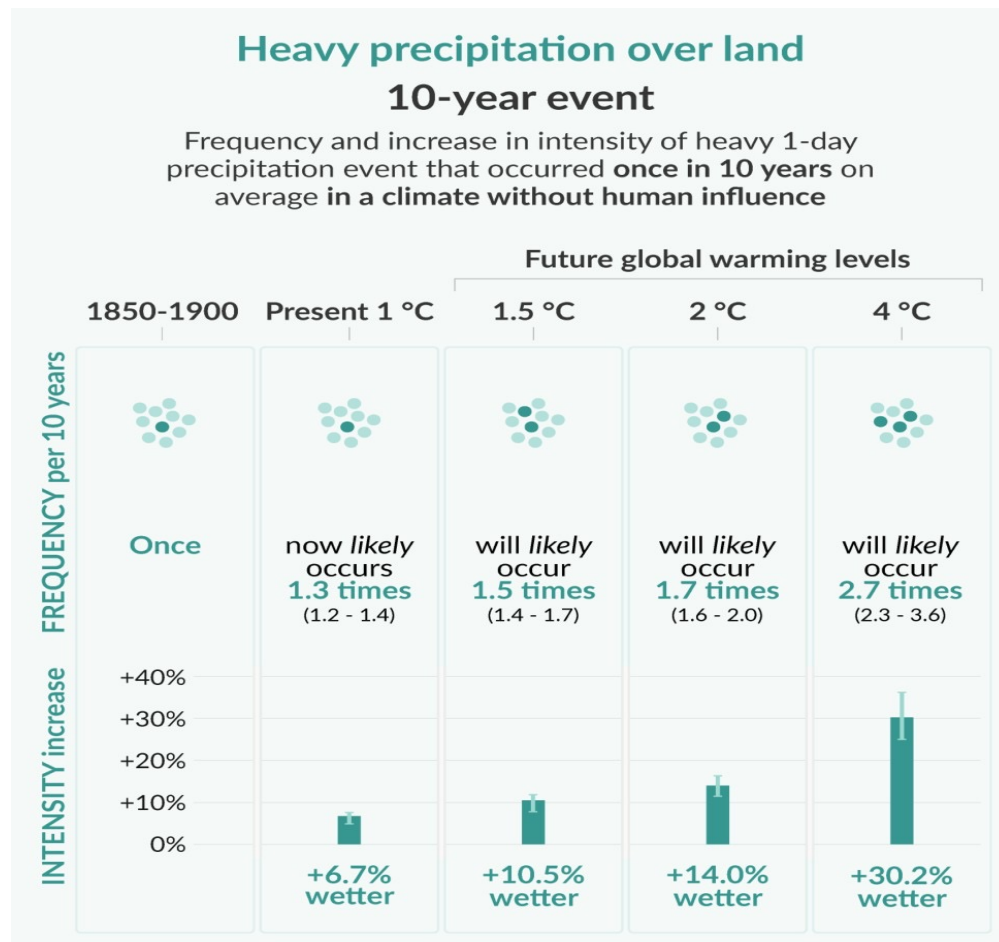 Heavy precipitation over land
10-year event
Frequency and increase in intensity of heavy 1-day
precipitation event that occurred once in 10 years on
average in a climate without human influence
Future global warming levels
1850-1900 Present 1 °C 1.5 °C 2 °C 4 °C
FREQUENCY per 10 years
Once
now likely
occurs
1.3 times
(1.2 - 1.4)
will likely
occur
1.5 times
(1.4 - 1.7)
will likely
occur
1.7 times
(1.6 - 2.0)
will likely
occur
2.7 times
(2.3 - 3.6)
INTENSITY increase
+40%
+30%
+20%
+10%
0%
+6.7%
wetter
+10.5%
wetter
+14.0%
wetter
+30.2%
wetter